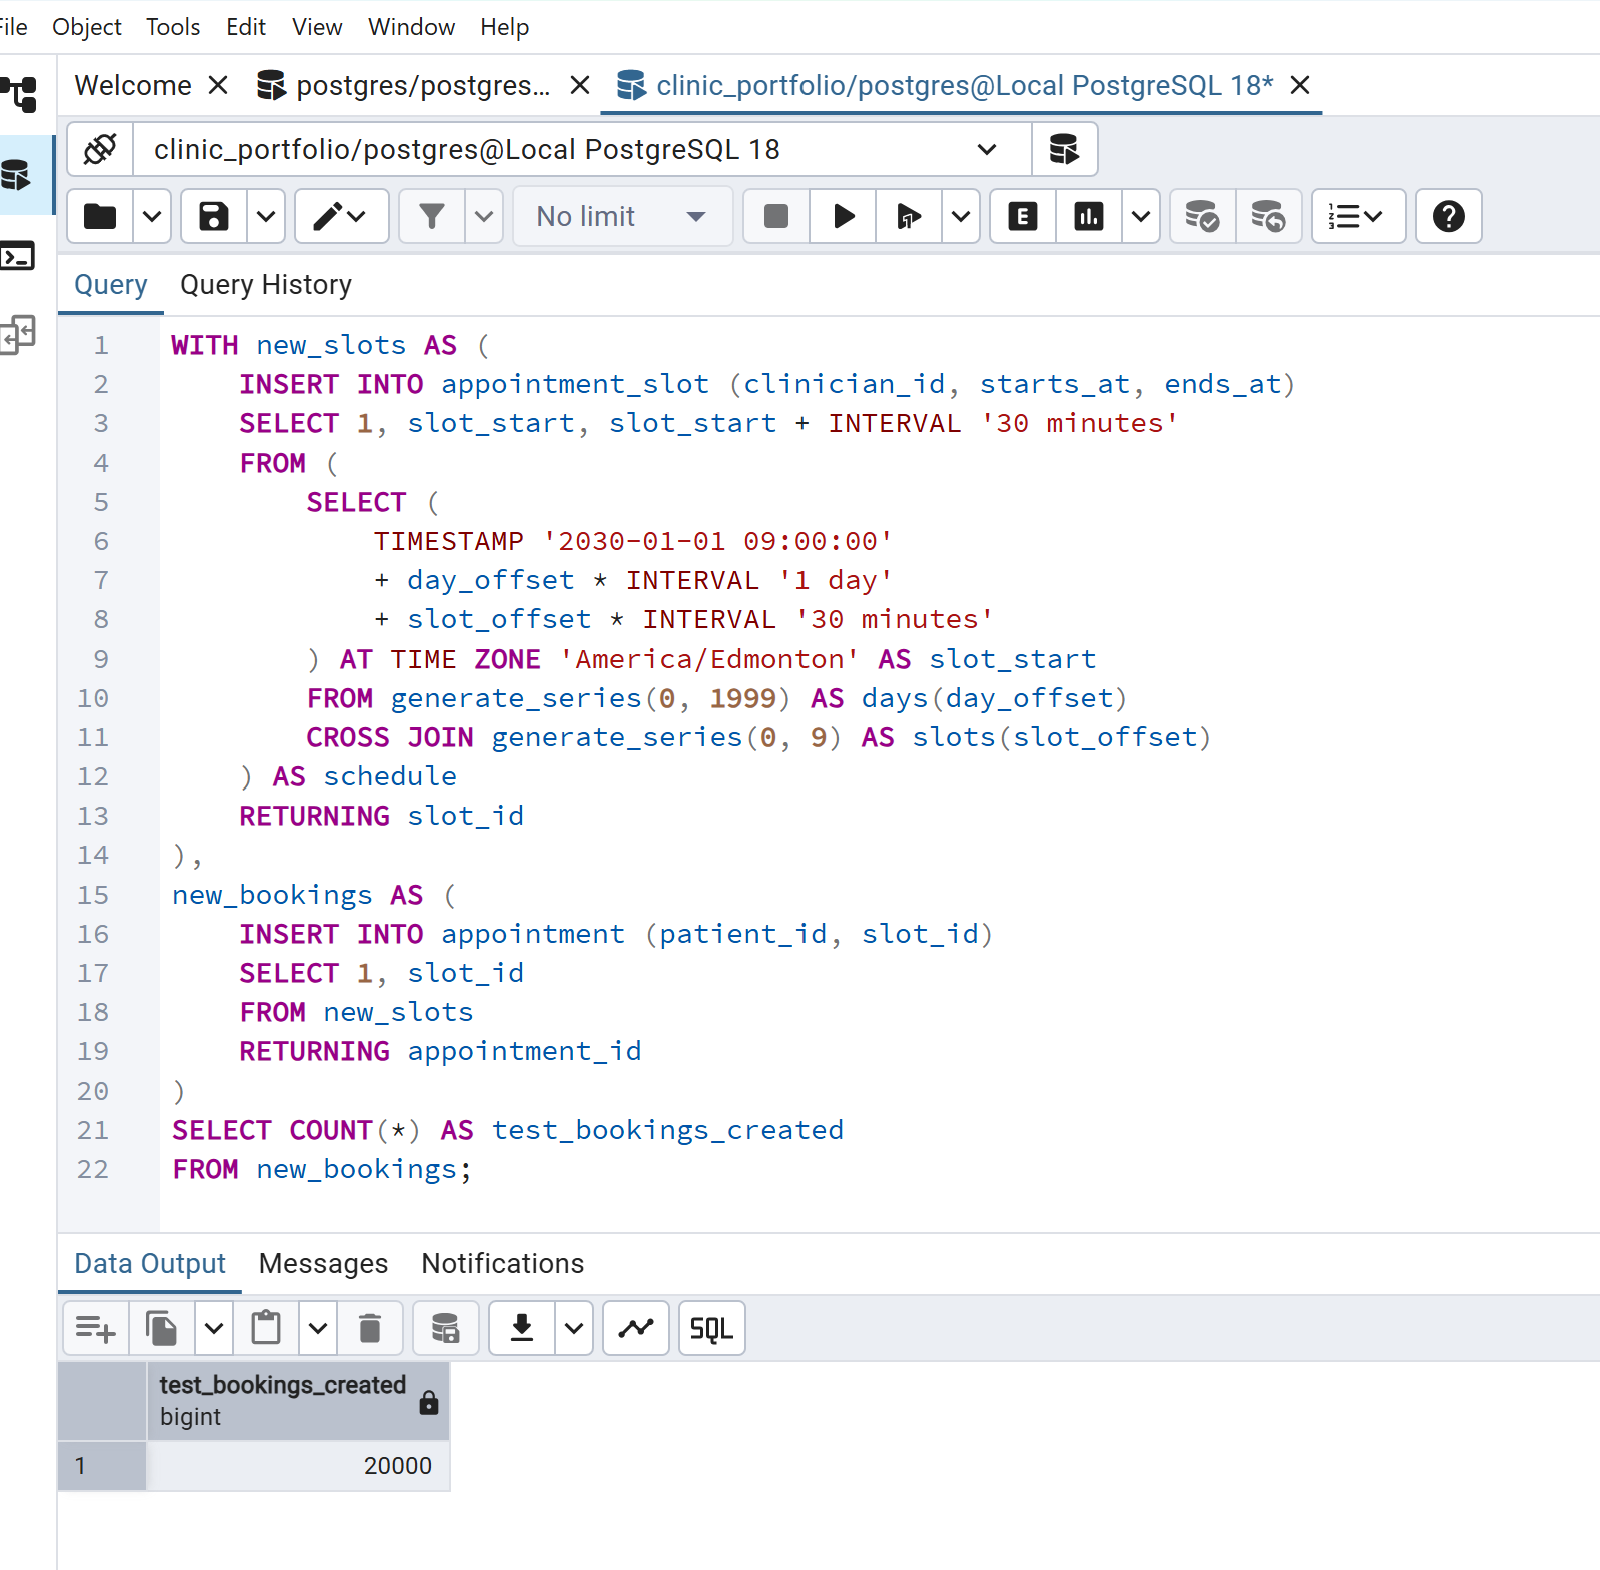 File Object Tools Edit View Window Help
Welcome postgres/postgres... clinic_portfolio/postgres@Local PostgreSQL 18*
clinic_portfolio/postgres@Local PostgreSQL 18
No limit
Query Query History
1 WITH new_slots AS (
2 INSERT INTO appointment_slot (clinician_id, starts_at, ends_at)
3 SELECT 1, slot_start, slot_start + INTERVAL '30 minutes'
4 FROM (
5 SELECT (
6 TIMESTAMP '2030-01-01 09:00:00'
7 + day_offset * INTERVAL '1 day'
8 + slot_offset * INTERVAL '30 minutes'
9 ) AT TIME ZONE 'America/Edmonton' AS slot_start
10 FROM generate_series(0, 1999) AS days(day_offset)
11 CROSS JOIN generate_series(0, 9) AS slots(slot_offset)
12 ) AS schedule
13 RETURNING slot_id
14 ),
15 new_bookings AS (
16 INSERT INTO appointment (patient_id, slot_id)
17 SELECT 1, slot_id
18 FROM new_slots
19 RETURNING appointment_id
20 )
21 SELECT COUNT(*) AS test_bookings_created
22 FROM new_bookings;
Data Output Messages Notifications
SQL
test_bookings_created
bigint
1 20000